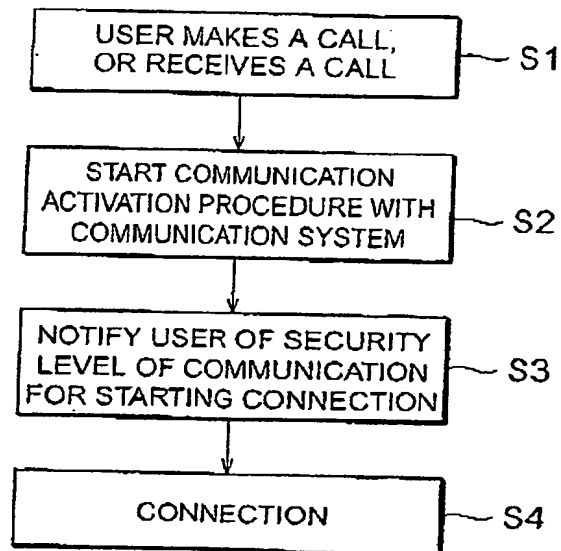 USER MAKES A CALL,
OR RECEIVES A CALL
S1
START COMMUNICATION
ACTIVATION PROCEDURE WITH
COMMUNICATION SYSTEM
S2
NOTIFY USER OF SECURITY
LEVEL OF COMMUNICATION
FOR STARTING CONNECTION
S3
CONNECTION
S4